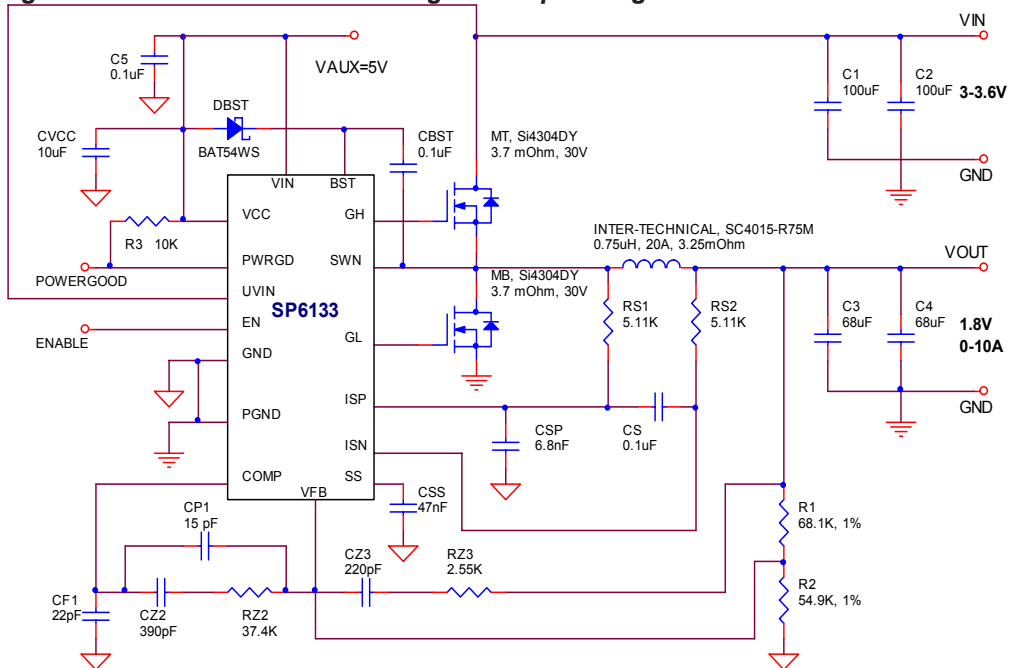 VIN
C5
0.1uF
VAUX=5V
C1
100uF
C2
100uF
3-3.6V
DBST
BAT54WS
CVCC
10uF
CBST
0.1uF
MT, Si4304DY
3.7 mOhm, 30V
GND
VIN
BST
VCC
GH
R3 10K
PWRGD
SWN
POWERGOOD
UVIN
SP6133
EN
ENABLE
GND
GL
PGND
ISP
ISN
COMP
SS
VFB
INTER-TECHNICAL, SC4015-R75M
0.75uH, 20A, 3.25mOhm
MB, Si4304DY
3.7 mOhm, 30V
RS1
5.11K
RS2
5.11K
VOUT
C3
68uF
C4
68uF
1.8V
0-10A
GND
CSP
6.8nF
CS
0.1uF
CSS
47nF
CP1
15 pF
CZ3
220pF
RZ3
2.55K
R1
68.1K, 1%
R2
54.9K, 1%
CF1
22pF
CZ2
390pF
RZ2
37.4K